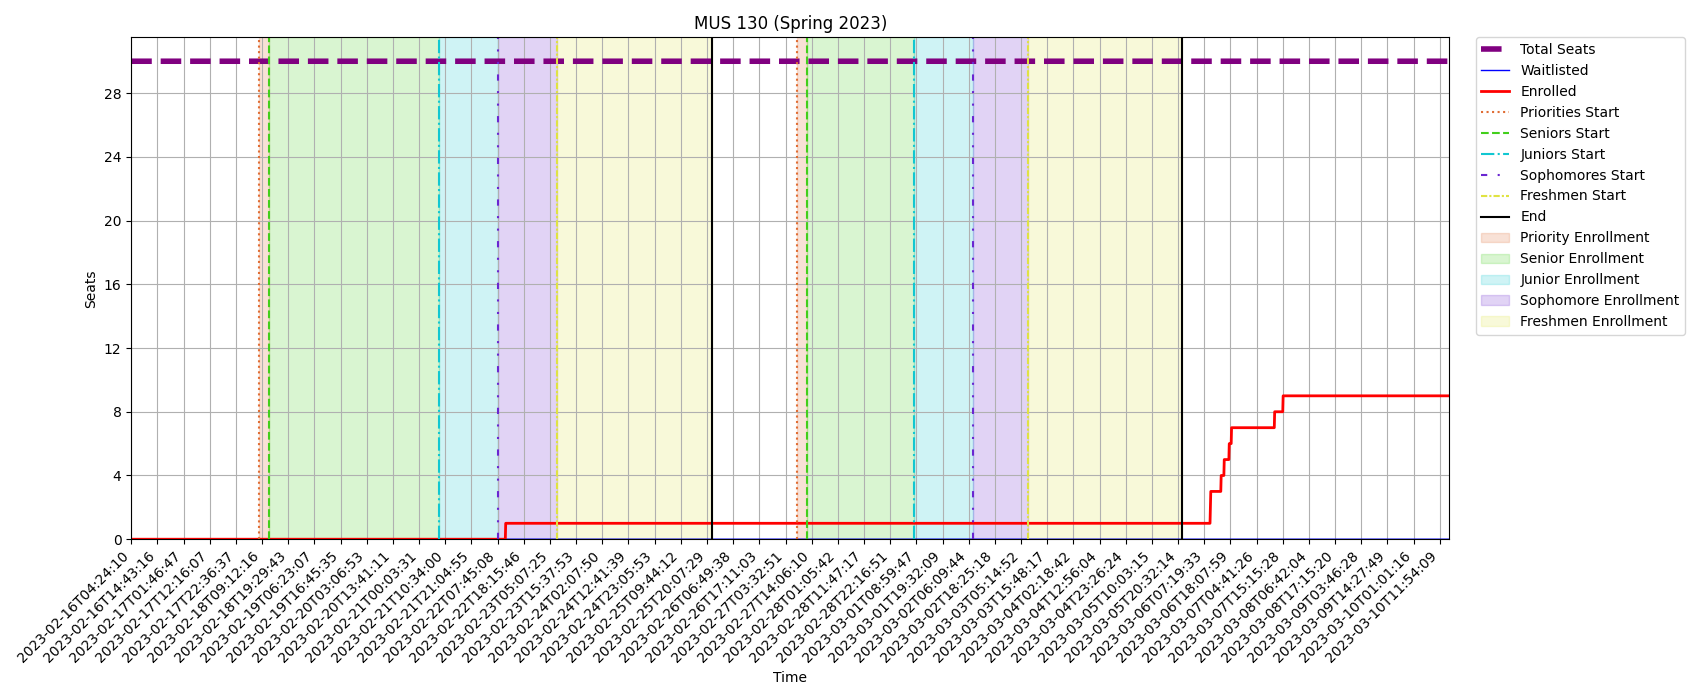 MUS 130 (Spring 2023)
Seats
28
24
20
16
12
8
4
0
2023-02-16T04:24:10
2023-02-16T14:43:16
2023-02-17T01:46:47
2023-02-17T12:16:07
2023-02-17T22:36:37
2023-02-18T09:12:16
2023-02-18T19:29:43
2023-02-19T06:23:07
2023-02-19T16:45:35
2023-02-20T03:06:53
2023-02-20T13:41:11
2023-02-21T00:03:31
2023-02-21T10:34:00
2023-02-21T21:04:55
2023-02-22T07:45:08
2023-02-22T18:15:46
2023-02-23T05:07:25
2023-02-23T15:37:53
2023-02-24T02:07:50
2023-02-24T12:41:39
2023-02-24T23:05:53
2023-02-25T09:44:12
2023-02-25T20:07:29
2023-02-26T06:49:38
2023-02-26T17:11:03
2023-02-27T03:32:51
2023-02-27T14:06:10
2023-02-28T01:05:42
2023-02-28T11:47:17
2023-02-28T22:16:51
2023-03-01T08:59:47
2023-03-01T19:32:09
2023-03-02T06:09:44
2023-03-02T18:25:18
2023-03-03T05:14:52
2023-03-03T15:48:17
2023-03-04T02:18:42
2023-03-04T12:56:04
2023-03-04T23:26:24
2023-03-05T10:03:15
2023-03-05T20:32:14
2023-03-06T07:19:33
2023-03-06T18:07:59
2023-03-07T04:41:26
2023-03-07T15:15:28
2023-03-08T06:42:04
2023-03-08T17:15:20
2023-03-09T03:46:28
2023-03-09T14:27:49
2023-03-10T01:01:16
2023-03-10T11:54:09
Time
Total Seats
Waitlisted
Enrolled
Priorities Start
Seniors Start
Juniors Start
Sophomores Start
Freshmen Start
End
Priority Enrollment
Senior Enrollment
Junior Enrollment
Sophomore Enrollment
Freshmen Enrollment